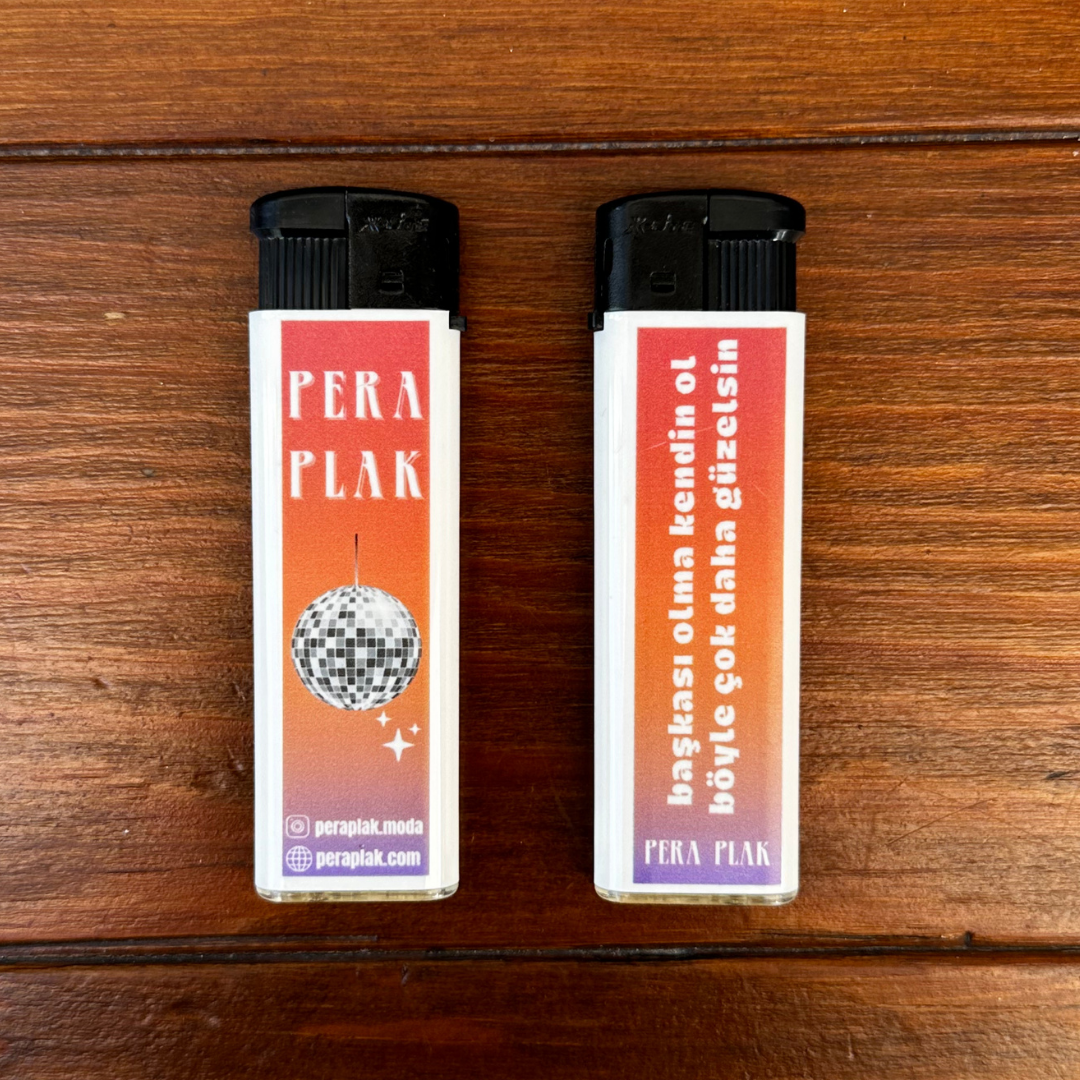 PERA
PLAK
peraplak.moda
peraplak.com
başkası olma kendin ol
böyle çok daha güzelsin
PERA PLAK